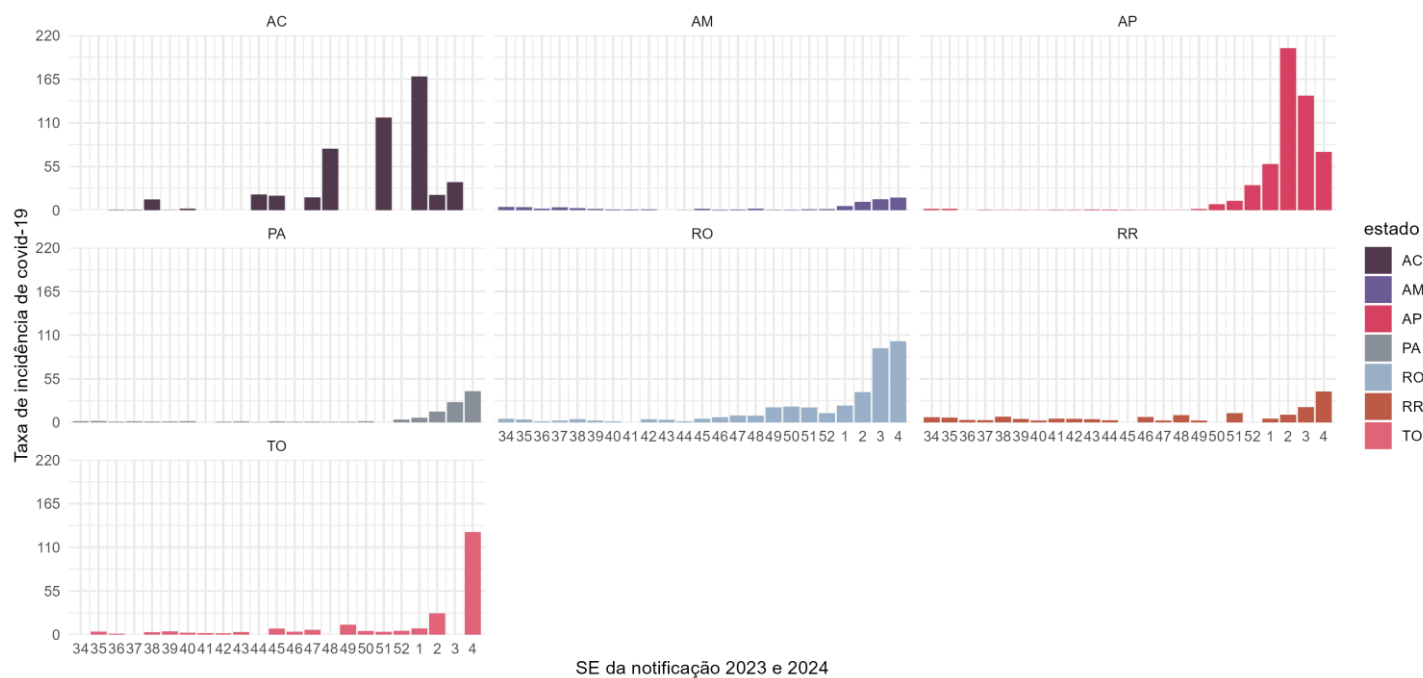 AC AM AP
220
165
110
55
0
PA RO RR
220
165
110
55
0
34 35 36 37 38 39 40 41 42 43 44 45 46 47 48 49 50 51 52 1 2 3 4
34 35 36 37 38 39 40 41 42 43 44 45 46 47 48 49 50 51 52 1 2 3 4
TO
220
165
110
55
0
34 35 36 37 38 39 40 41 42 43 44 45 46 47 48 49 50 51 52 1 2 3 4
Taxa de incidência de covid-19
SE da notificação 2023 e 2024
estado
AC
AM
AP
PA
RO
RR
TO